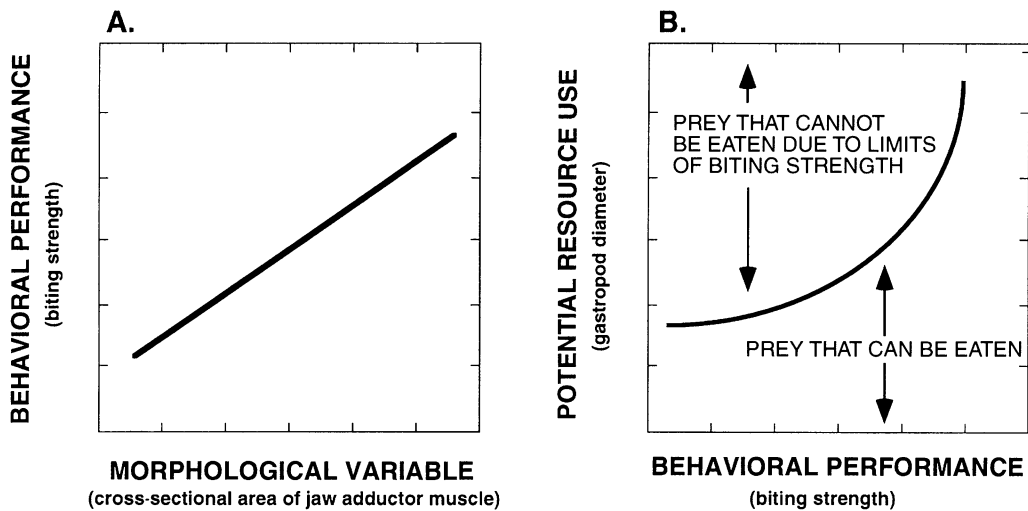 A.
BEHAVIORAL PERFORMANCE
(biting strength)
MORPHOLOGICAL VARIABLE
(cross-sectional area of jaw adductor muscle)
B.
POTENTIAL RESOURCE USE
(gastropod diameter)
PREY THAT CANNOT
BE EATEN DUE TO LIMITS
OF BITING STRENGTH
PREY THAT CAN BE EATEN
BEHAVIORAL PERFORMANCE
(biting strength)